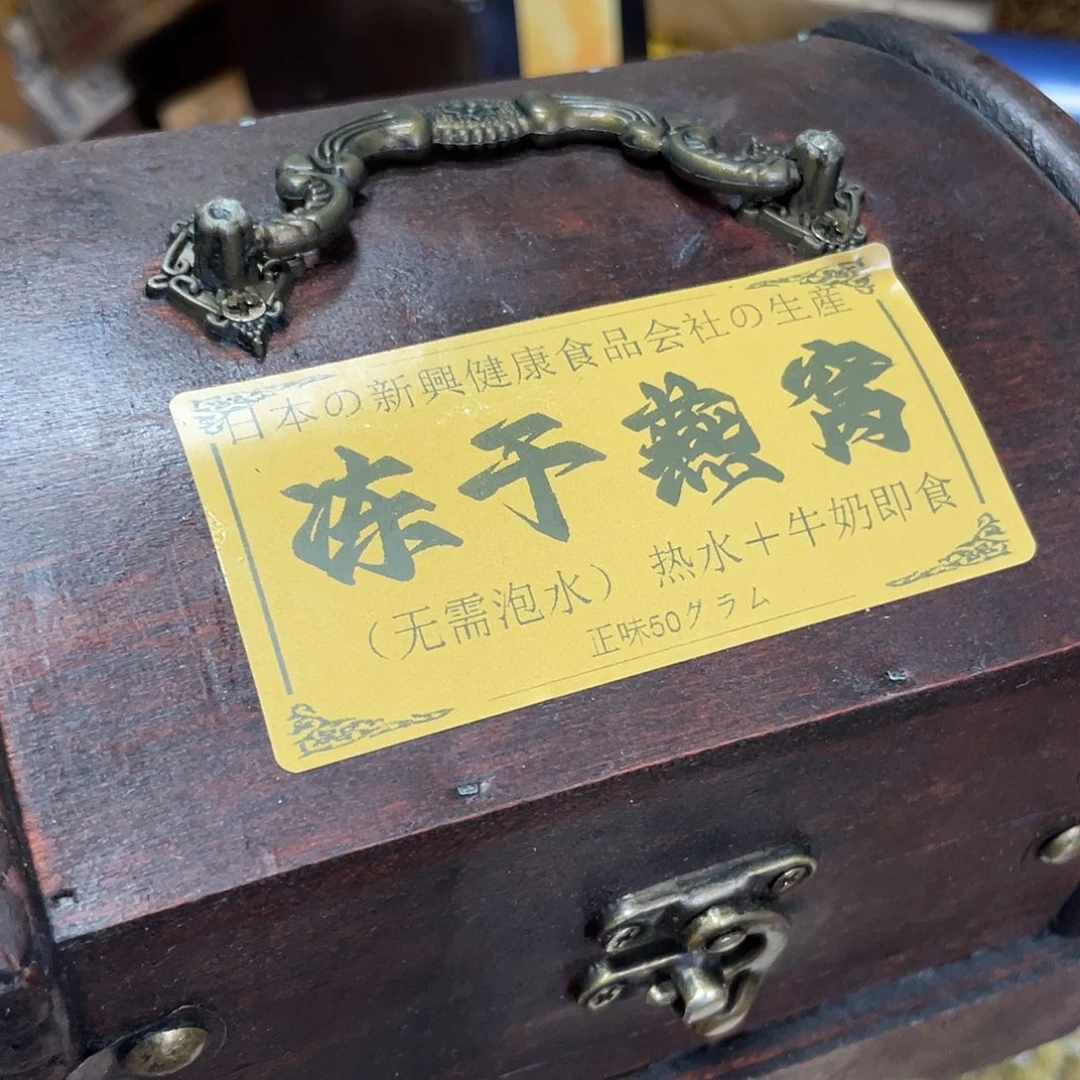 日本の新興健康食品会社の生産
冻干燕窝
（无需泡水） 热水＋牛奶即食
正味50グラム